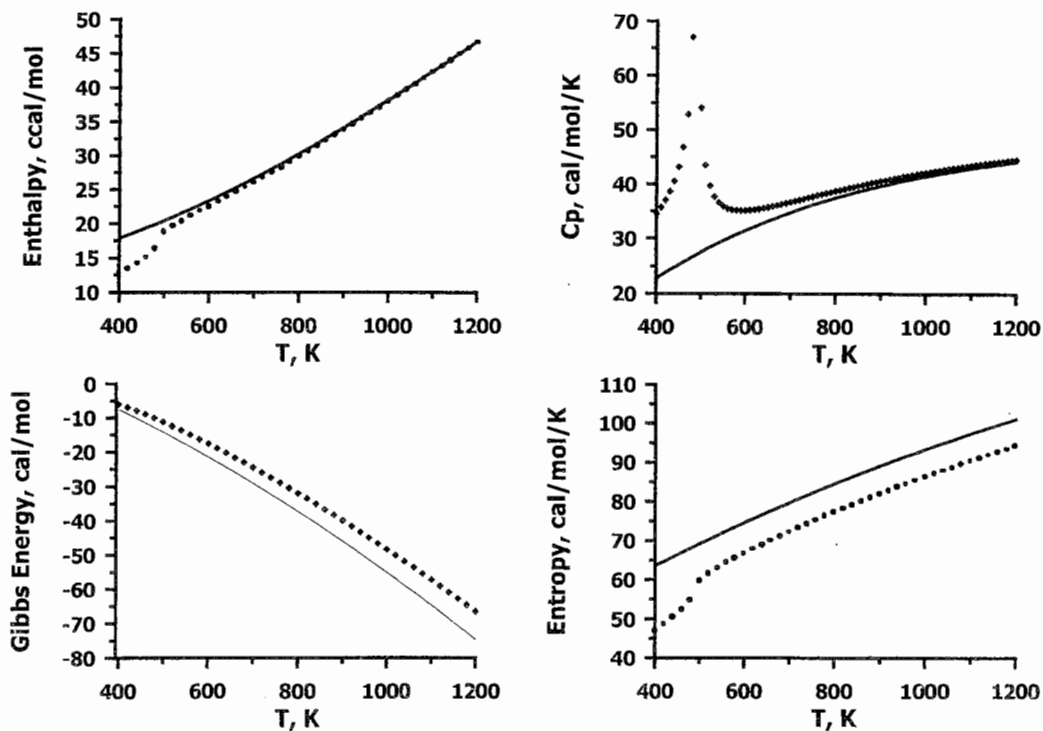 Enthalpy, ccal/mol
50
45
40
35
30
25
20
15
10
400 600 800 1000 1200
T, K
Cp, cal/mol/K
70
60
50
40
30
20
400 600 800 1000 1200
T, K
Gibbs Energy, cal/mol
0
-10
-20
-30
-40
-50
-60
-70
-80
400 600 800 1000 1200
T, K
Entropy, cal/mol/K
110
100
90
80
70
60
50
40
400 600 800 1000 1200
T, K